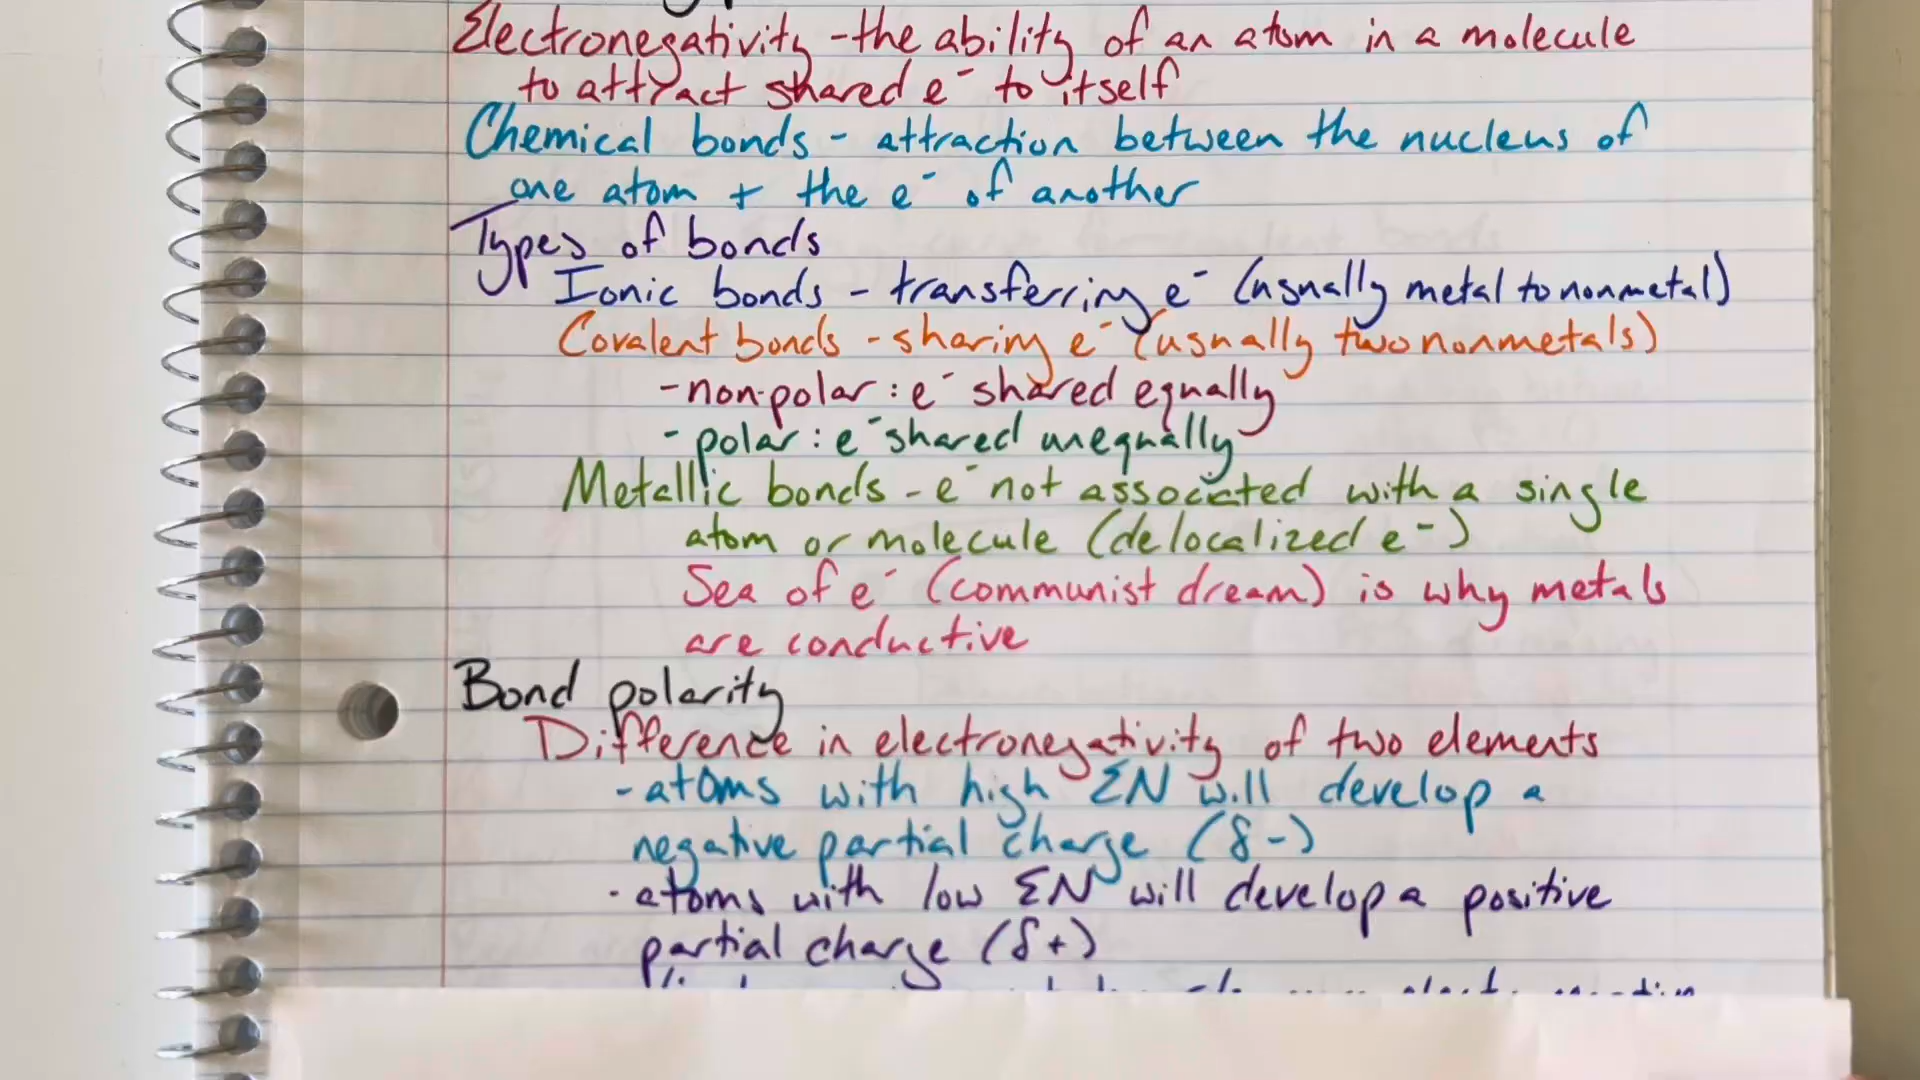 Electronegativity - the ability of an atom in a molecule
to attract shared e⁻ to itself
Chemical bonds - attraction between the nucleus of
one atom + the e⁻ of another
Types of bonds
Ionic bonds - transferring e⁻ (usually metal to nonmetal)
Covalent bonds - sharing e⁻ (usually two nonmetals)
- non-polar : e⁻ shared equally
- polar : e⁻ shared unequally
Metallic bonds - e⁻ not associated with a single
atom or molecule (delocalized e-)
Sea of e⁻ (communist dream) is why metals
are conductive
Bond polarity
Difference in electronegativity of two elements
- atoms with high EN will develop a
negative partial charge (δ-)
- atoms with low EN will develop a positive
partial charge (δ+)